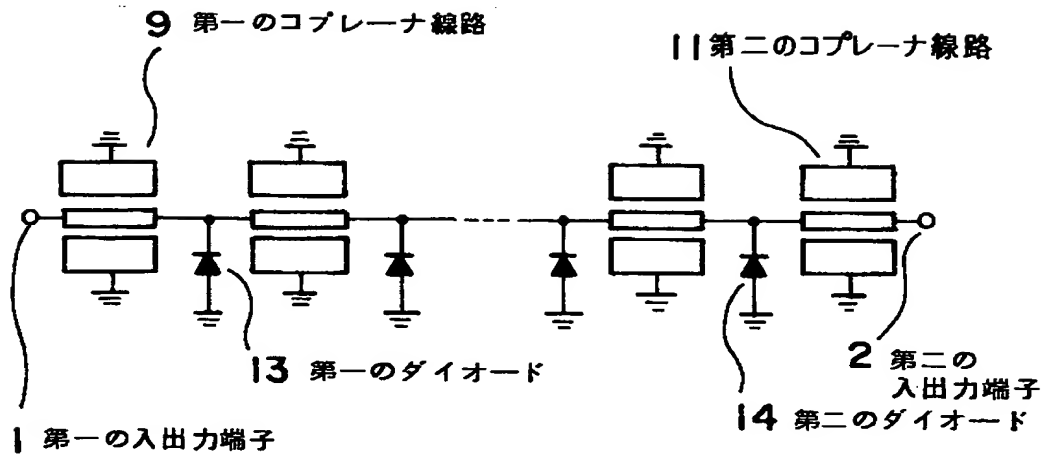 9 第一のコプレーナ線路
11 第二のコプレーナ線路
13 第一のダイオード
2 第二の
入出力端子
14 第二のダイオード
1 第一の入出力端子